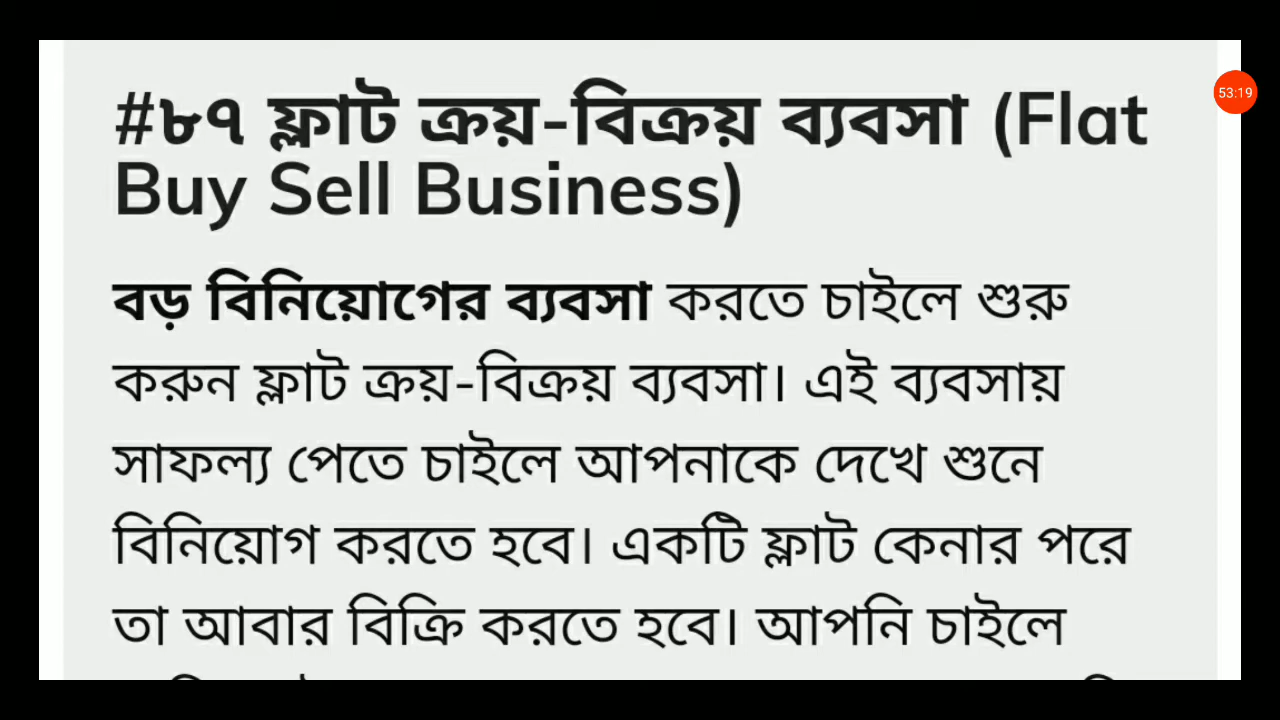 #৮৭ ফ্লাট ক্রয়-বিক্রয় ব্যবসা (Flat
Buy Sell Business)
53:19
বড় বিনিয়োগের ব্যবসা করতে চাইলে শুরু
করুন ফ্লাট ক্রয়-বিক্রয় ব্যবসা। এই ব্যবসায়
সাফল্য পেতে চাইলে আপনাকে দেখে শুনে
বিনিয়োগ করতে হবে। একটি ফ্লাট কেনার পরে
তা আবার বিক্রি করতে হবে। আপনি চাইলে